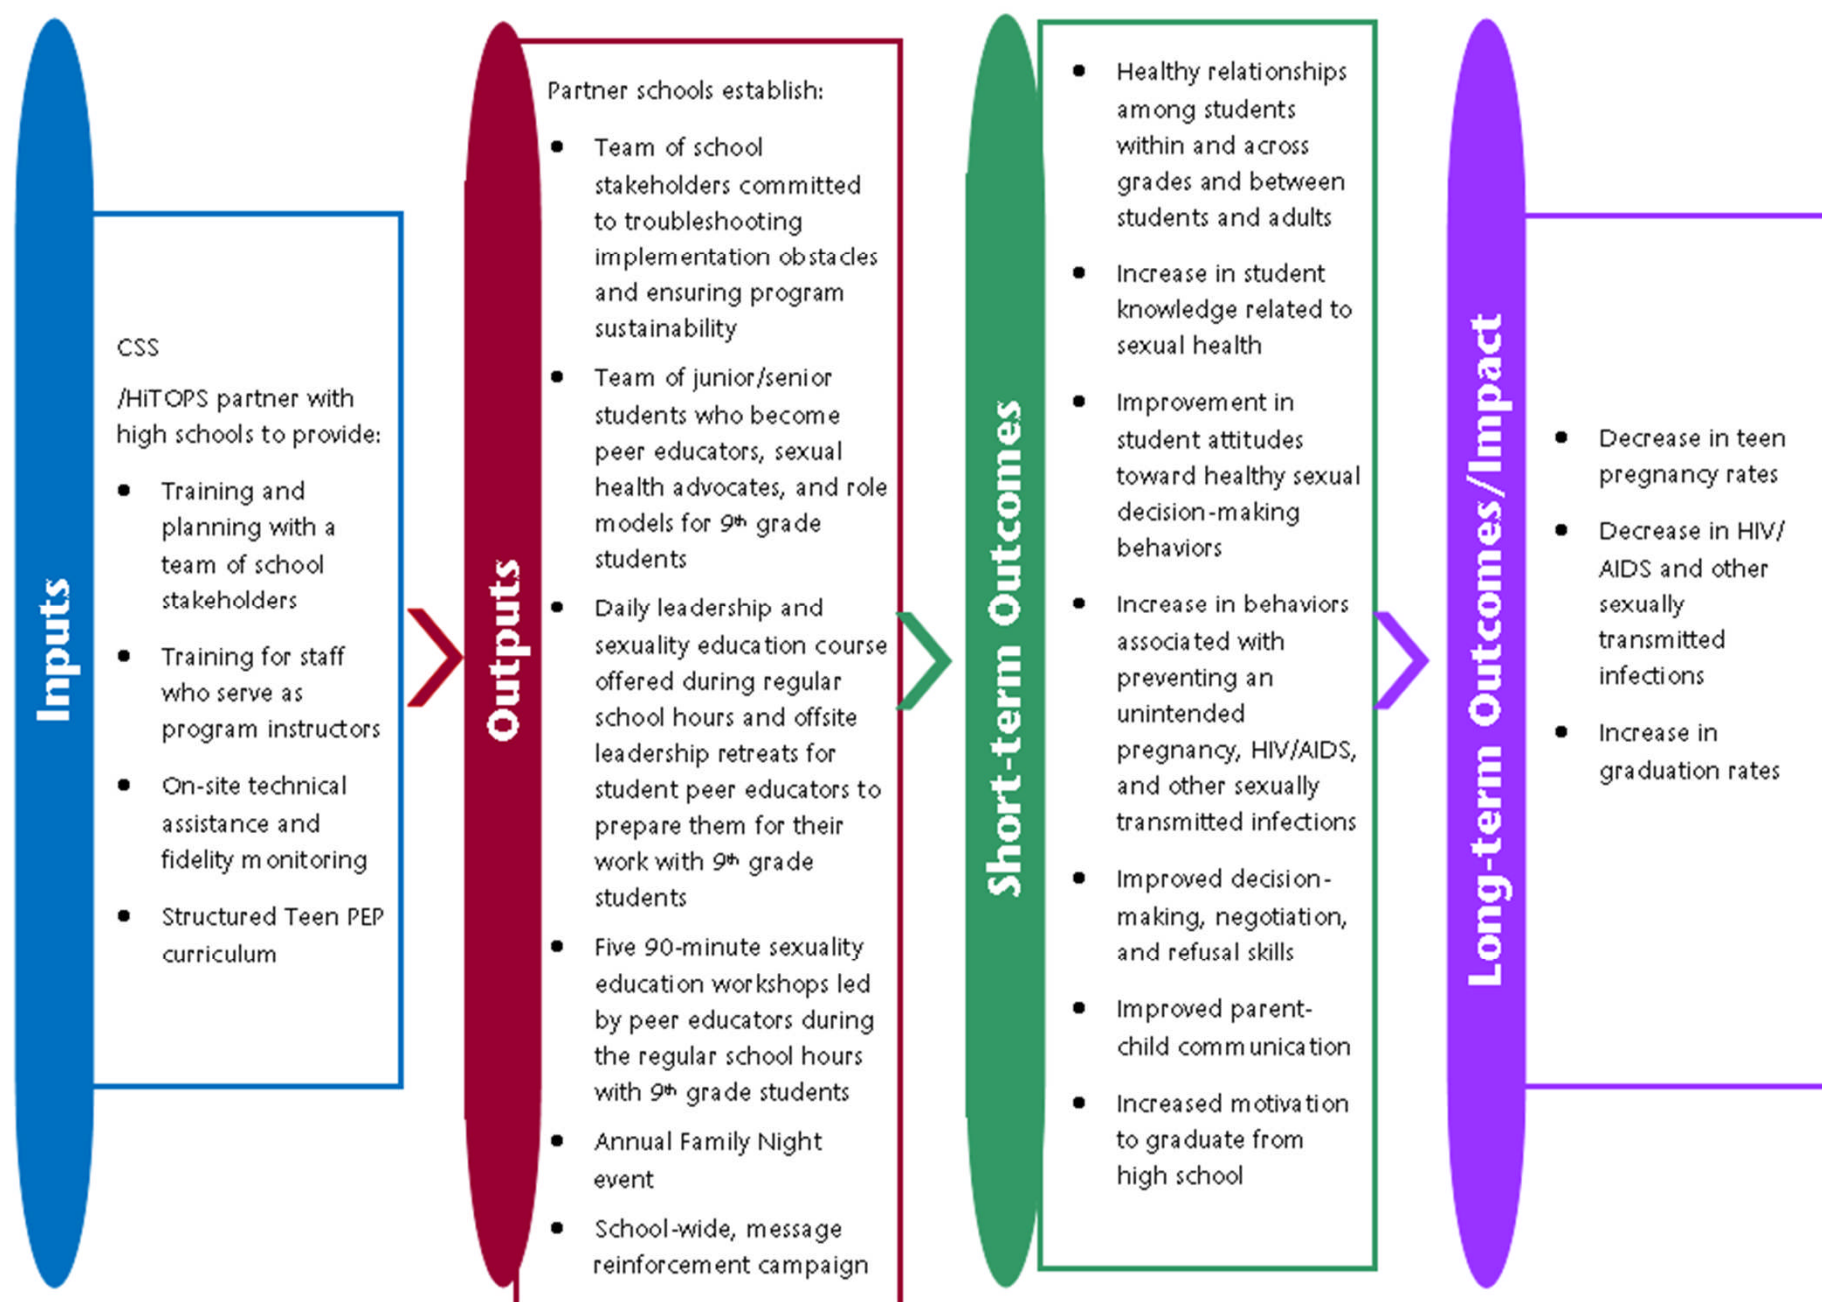 Inputs
CSS
/HiTOPS partner with
high schools to provide:
● Training and
planning with a
team of school
stakeholders
● Training for staff
who serve as
program instructors
● On-site technical
assistance and
fidelity monitoring
● Structured Teen PEP
curriculum
Outputs
Partner schools establish:
● Team of school
stakeholders committed
to troubleshooting
implementation obstacles
and ensuring program
sustainability
● Team of junior/senior
students who become
peer educators, sexual
health advocates, and role
models for 9th grade
students
● Daily leadership and
sexuality education course
offered during regular
school hours and offsite
leadership retreats for
student peer educators to
prepare them for their
work with 9th grade
students
● Five 90-minute sexuality
education workshops led
by peer educators during
the regular school hours
with 9th grade students
● Annual Family Night
event
● School-wide, message
reinforcement campaign
Short-term Outcomes
● Healthy relationships
among students
within and across
grades and between
students and adults
● Increase in student
knowledge related to
sexual health
● Improvement in
student attitudes
toward healthy sexual
decision-making
behaviors
● Increase in behaviors
associated with
preventing an
unintended
pregnancy, HIV/AIDS,
and other sexually
transmitted infections
● Improved decision-
making, negotiation,
and refusal skills
● Improved parent-
child communication
● Increased motivation
to graduate from
high school
Long-term Outcomes/Impact
● Decrease in teen
pregnancy rates
● Decrease in HIV/
AIDS and other
sexually
transmitted
infections
● Increase in
graduation rates